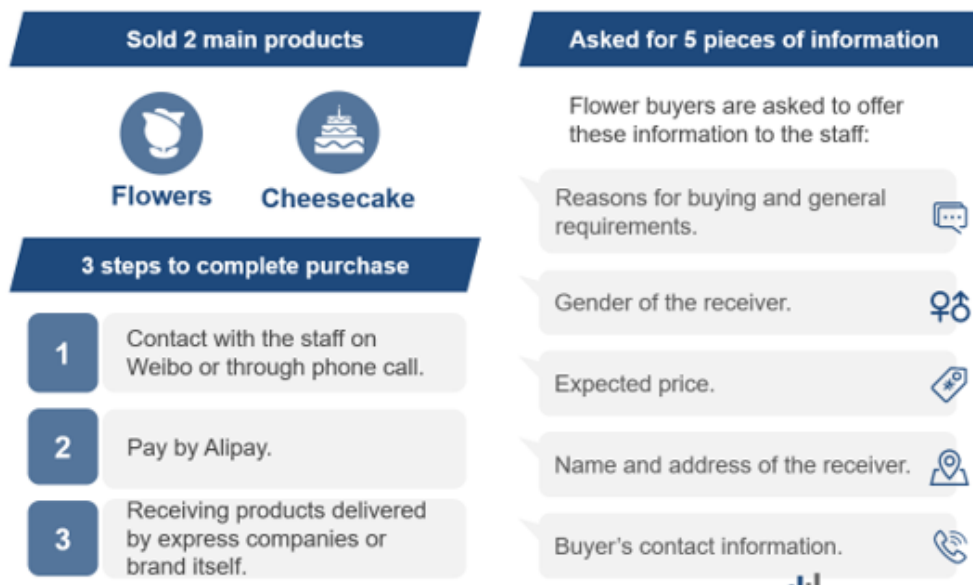 Sold 2 main products
Flowers
Cheesecake
3 steps to complete purchase
1
Contact with the staff on
Weibo or through phone call.
2
Pay by Alipay.
3
Receiving products delivered
by express companies or
brand itself.
Asked for 5 pieces of information
Flower buyers are asked to offer
these information to the staff:
Reasons for buying and general
requirements.
Gender of the receiver.
Expected price.
Name and address of the receiver.
Buyer's contact information.